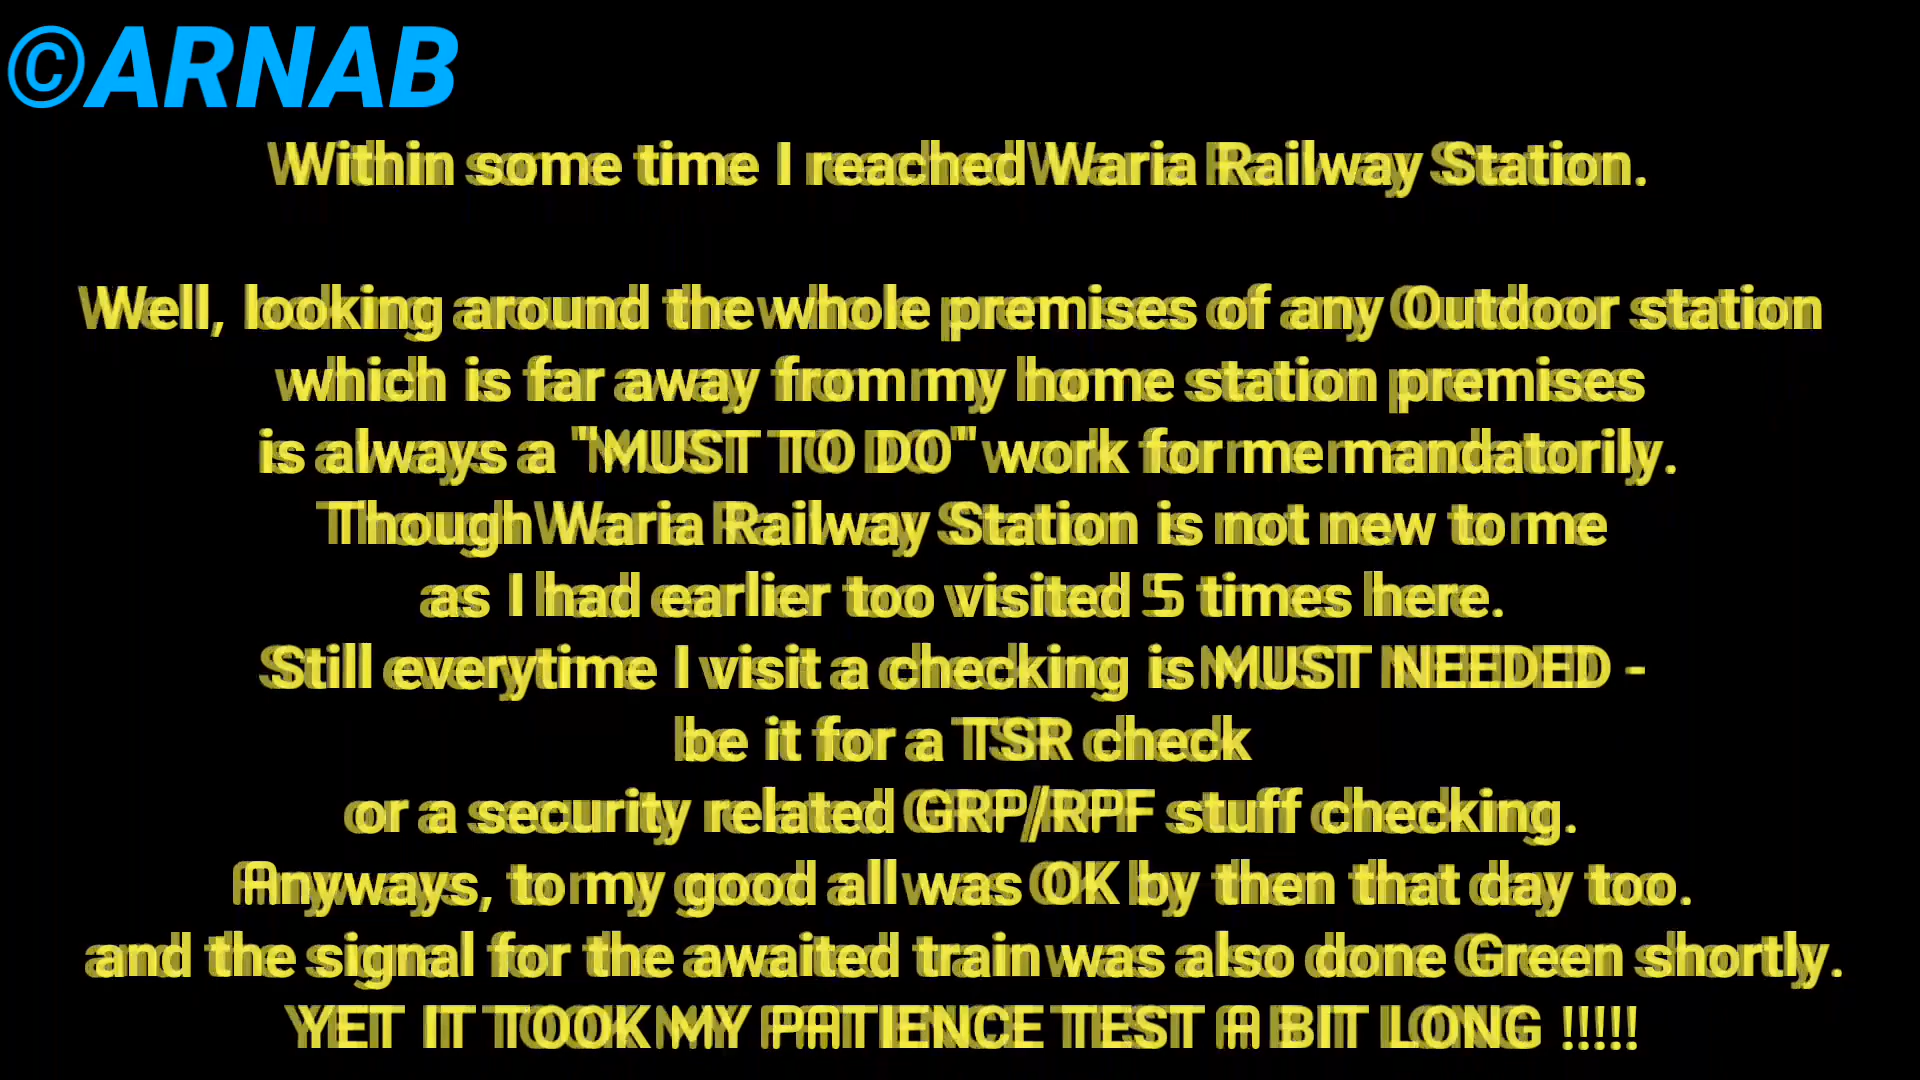 ©ARNAB
Within some time I reached Waria Railway Station.
Well, looking around the whole premises of any Outdoor station
which is far away from my home station premises
is always a "MUST TO DO" work for me mandatorily.
Though Waria Railway Station is not new to me
as I had earlier too visited 5 times here.
Still everytime I visit a checking is MUST NEEDED -
be it for a TSR check
or a security related GRP/RPF stuff checking.
Anyways, to my good all was OK by then that day too.
and the signal for the awaited train was also done Green shortly.
YET IT TOOK MY PATIENCE TEST A BIT LONG !!!!!